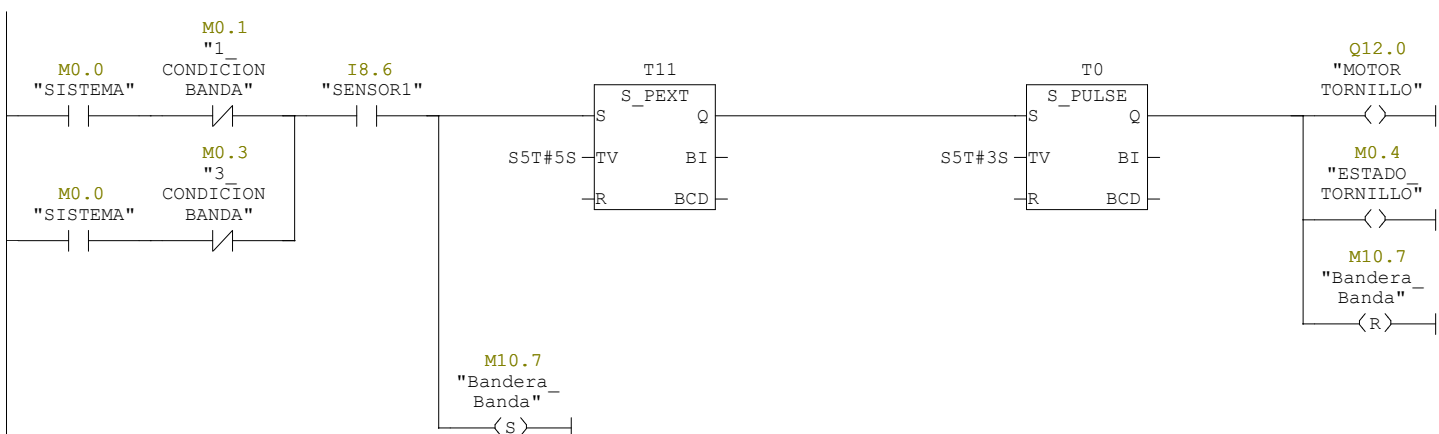 M0.1
"1_
CONDICION
BANDA"
M0.0
"SISTEMA"
I8.6
"SENSOR1"
T11
S_PEXT
S Q
S5T#5S TV BI
R BCD
T0
S_PULSE
S Q
S5T#3S TV BI
R BCD
Q12.0
"MOTOR
TORNILLO"
M0.3
"3_
CONDICION
BANDA"
M0.0
"SISTEMA"
M0.4
"ESTADO_
TORNILLO"
M10.7
"Bandera_
Banda"
R
M10.7
"Bandera_
Banda"
S